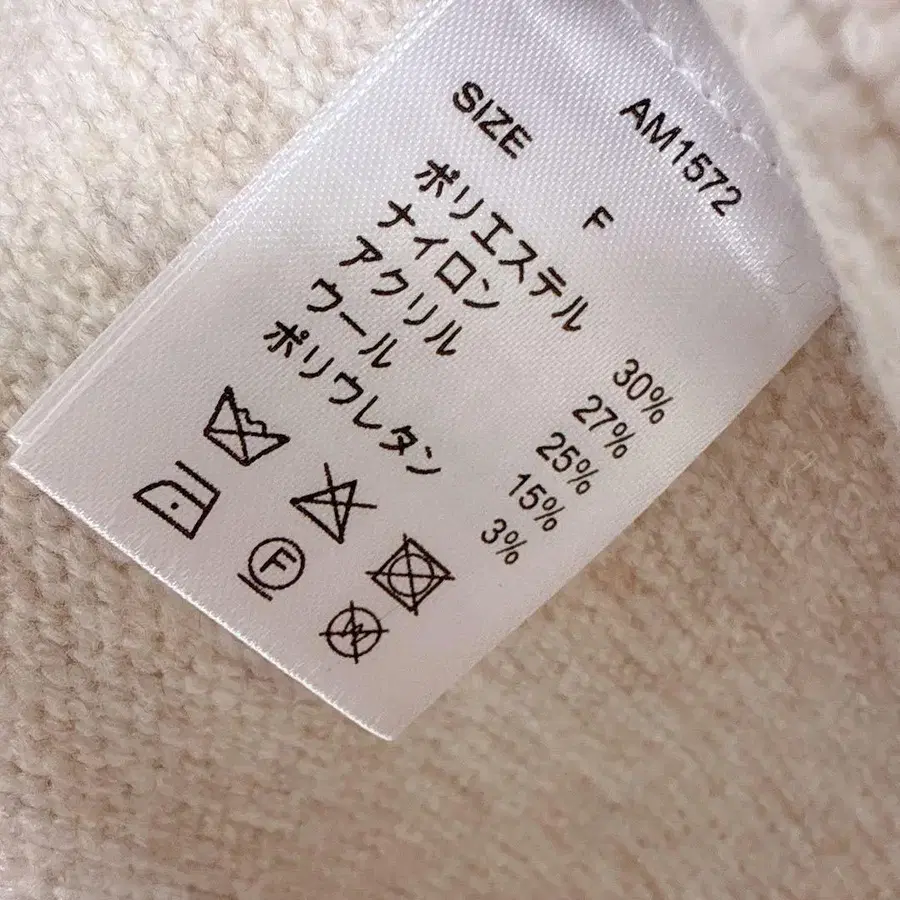 AM1572
SIZE F
ポリエステル 30%
ナイロン 27%
アクリル 25%
ウール 15%
ポリウレタン 3%
F